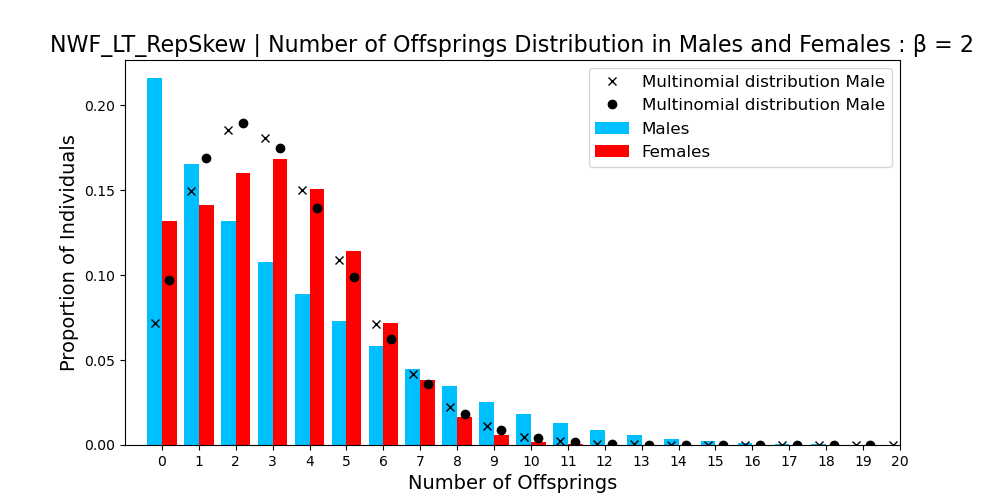 NWF_LT_RepSkew | Number of Offsprings Distribution in Males and Females : β = 2
Multinomial distribution Male
Multinomial distribution Male
Males
Females
Proportion of Individuals
0.20
0.15
0.10
0.05
0.00
0 1 2 3 4 5 6 7 8 9 10 11 12 13 14 15 16 17 18 19 20
Number of Offsprings